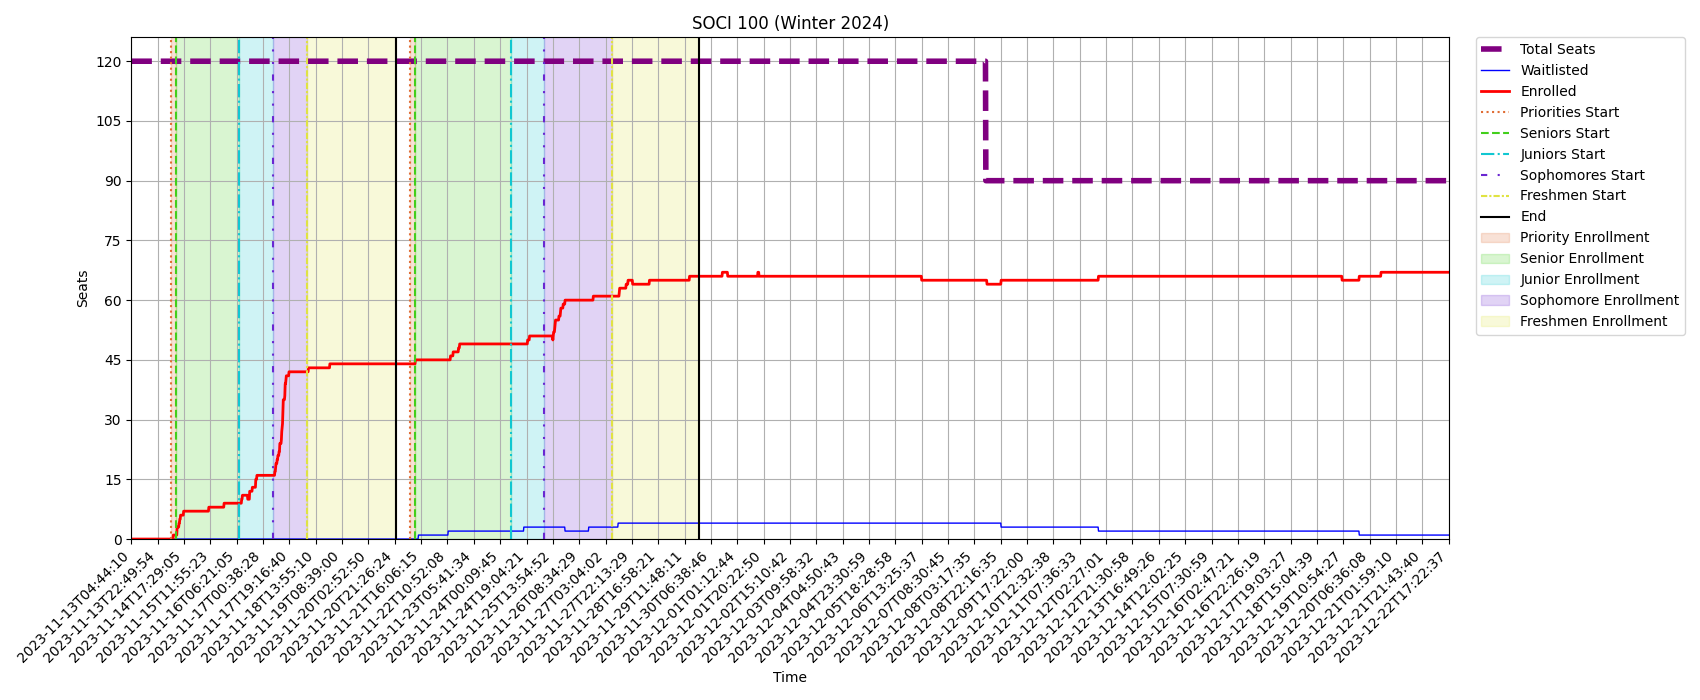 SOCI 100 (Winter 2024)
Seats
120
105
90
75
60
45
30
15
0
2023-11-13T04:44:10
2023-11-13T22:49:54
2023-11-14T17:29:05
2023-11-15T11:55:23
2023-11-16T06:21:05
2023-11-17T00:38:28
2023-11-17T19:16:40
2023-11-18T13:55:10
2023-11-19T08:39:00
2023-11-20T02:52:50
2023-11-20T21:26:24
2023-11-21T16:06:15
2023-11-22T10:52:08
2023-11-23T05:41:34
2023-11-24T00:09:45
2023-11-24T19:04:21
2023-11-25T13:54:52
2023-11-26T08:34:29
2023-11-27T03:04:02
2023-11-27T22:13:29
2023-11-28T16:58:21
2023-11-29T11:48:11
2023-11-30T06:38:46
2023-12-01T01:12:44
2023-12-01T20:22:50
2023-12-02T15:10:42
2023-12-03T09:58:32
2023-12-04T04:50:43
2023-12-04T23:30:59
2023-12-05T18:28:58
2023-12-06T13:25:37
2023-12-07T08:30:45
2023-12-08T03:17:35
2023-12-08T22:16:35
2023-12-09T17:22:00
2023-12-10T12:32:38
2023-12-11T07:36:33
2023-12-12T02:27:01
2023-12-12T21:30:58
2023-12-13T16:49:26
2023-12-14T12:02:25
2023-12-15T07:30:59
2023-12-16T02:47:21
2023-12-16T22:26:19
2023-12-17T19:03:27
2023-12-18T15:04:39
2023-12-19T10:54:27
2023-12-20T06:36:08
2023-12-21T01:59:10
2023-12-21T21:43:40
2023-12-22T17:22:37
Time
Total Seats
Waitlisted
Enrolled
Priorities Start
Seniors Start
Juniors Start
Sophomores Start
Freshmen Start
End
Priority Enrollment
Senior Enrollment
Junior Enrollment
Sophomore Enrollment
Freshmen Enrollment